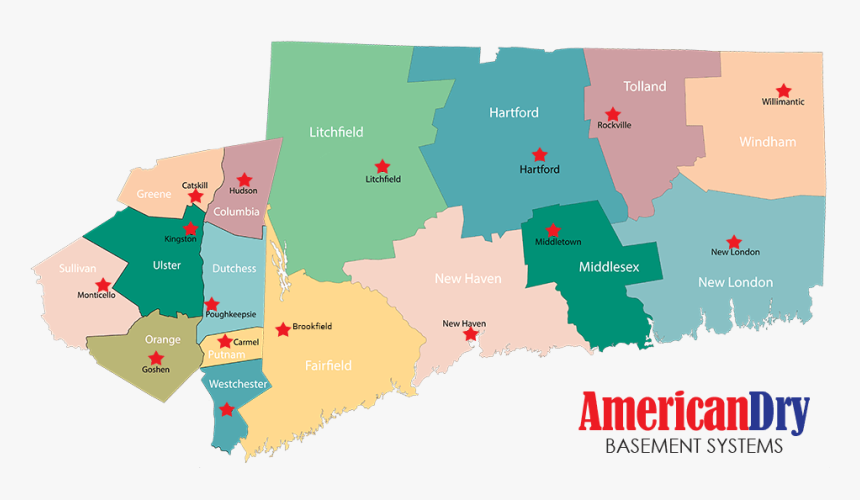 Tolland
Willimantic
Hartford
Rockville
Windham
Litchfield
Hartford
Litchfield
Catskill
Hudson
Greene
Columbia
Kingston
Middletown
New London
Sullivan
Ulster
Dutchess
New Haven
Middlesex
New London
Monticello
Poughkeepsie
New Haven
Brookfield
Orange
Carmel
Putnam
Goshen
Fairfield
Westchester
AmericanDry
BASEMENT SYSTEMS